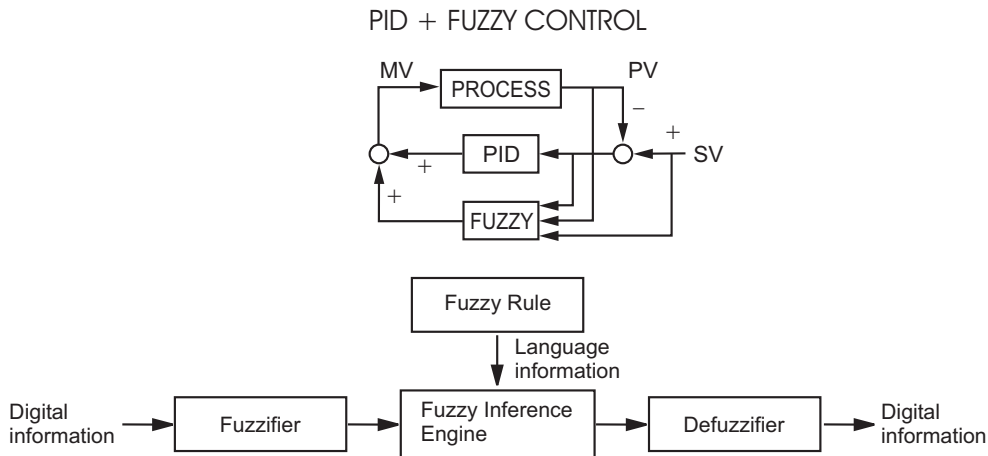 PID + FUZZY CONTROL
MV
PROCESS
PV
−
+
PID
SV
+
+
FUZZY
Fuzzy Rule
Language
information
Digital
information
Fuzzifier
Fuzzy Inference
Engine
Defuzzifier
Digital
information